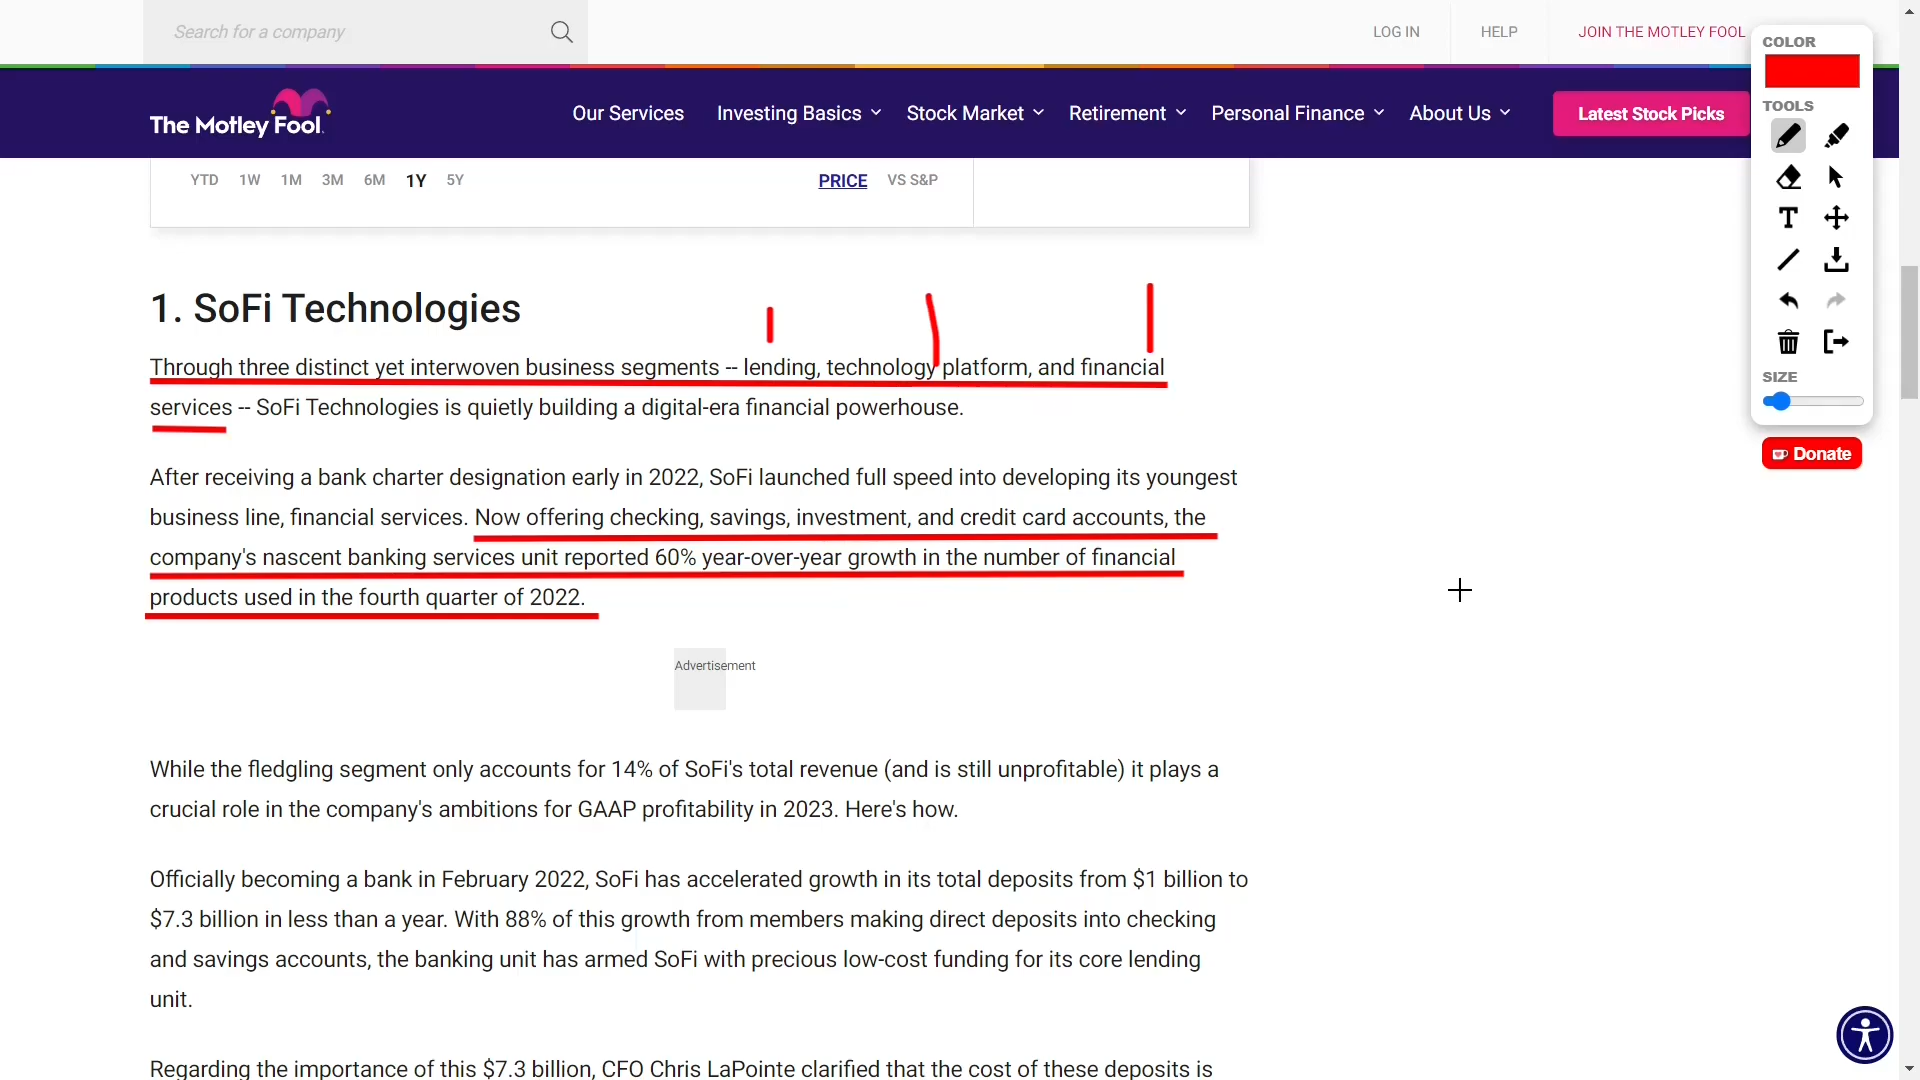 Search for a company
LOG IN
HELP
JOIN THE MOTLEY FOOL
The Motley Fool.
Our Services
Investing Basics
Stock Market
Retirement
Personal Finance
About Us
Latest Stock Picks
COLOR
TOOLS
T
SIZE
Donate
YTD 1W 1M 3M 6M 1Y 5Y
PRICE VS S&P
1. SoFi Technologies
Through three distinct yet interwoven business segments -- lending, technology platform, and financial
services -- SoFi Technologies is quietly building a digital-era financial powerhouse.
After receiving a bank charter designation early in 2022, SoFi launched full speed into developing its youngest
business line, financial services. Now offering checking, savings, investment, and credit card accounts, the
company's nascent banking services unit reported 60% year-over-year growth in the number of financial
products used in the fourth quarter of 2022.
Advertisement
While the fledgling segment only accounts for 14% of SoFi's total revenue (and is still unprofitable) it plays a
crucial role in the company's ambitions for GAAP profitability in 2023. Here's how.
Officially becoming a bank in February 2022, SoFi has accelerated growth in its total deposits from $1 billion to
$7.3 billion in less than a year. With 88% of this growth from members making direct deposits into checking
and savings accounts, the banking unit has armed SoFi with precious low-cost funding for its core lending
unit.
Regarding the importance of this $7.3 billion, CFO Chris LaPointe clarified that the cost of these deposits is